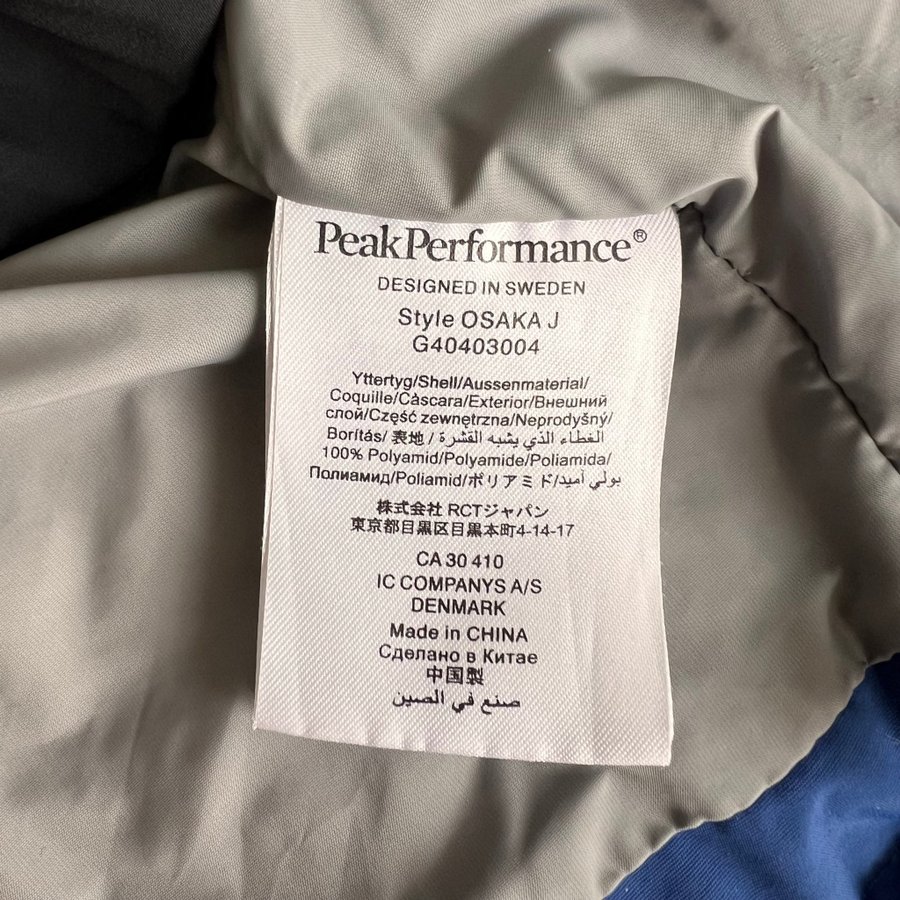 PeakPerformance®
DESIGNED IN SWEDEN
Style OSAKA J
G40403004
Yttertyg/Shell/Aussenmaterial/
Coquille/Càscara/Exterior/Внешний
слой/Część zewnętrzna/Neprodyšný/
Borítás/ 表地 / الغطاء الذي يشبه القشرة
100% Polyamid/Polyamide/Poliamida/
Полиамид/Poliamid/ポリアミド/بولي أميد
株式会社 RCTジャパン
東京都目黒区目黒本町4-14-17
CA 30 410
IC COMPANYS A/S
DENMARK
Made in CHINA
Сделано в Китае
中国製
صنع في الصين